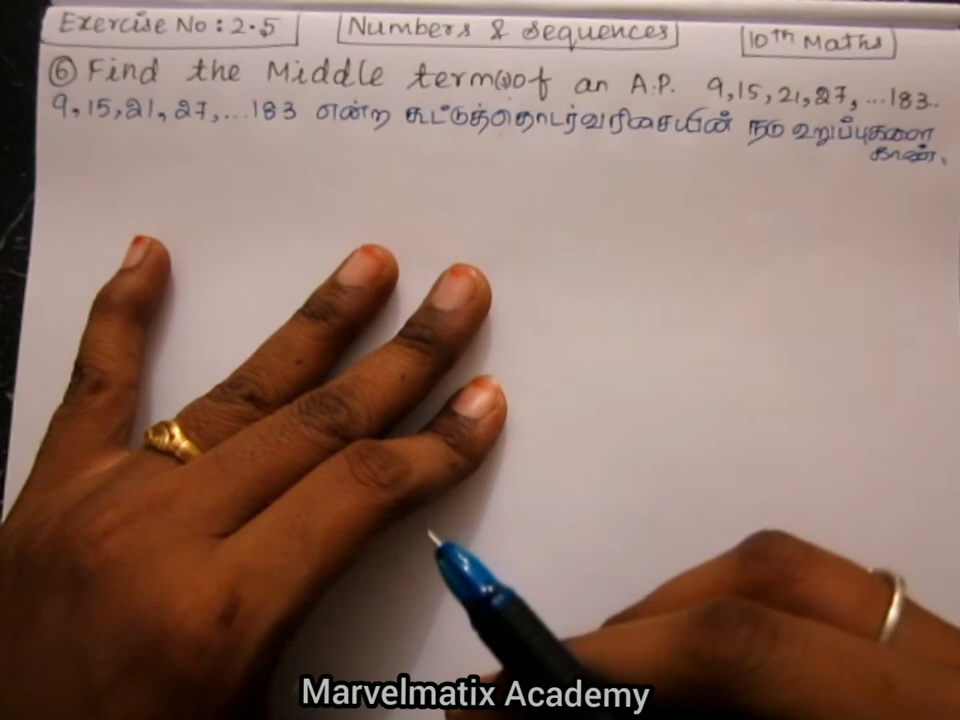 Exercise No : 2.5 Numbers & Sequences 10th Maths
⑥ Find the Middle term(s) of an A.P. 9, 15, 21, 27, ...183.
9, 15, 21, 27, ...183 என்ற கூட்டுத்தொடர்வரிசையின் நடு உறுப்புகளை
காண்.
Marvelmatix Academy